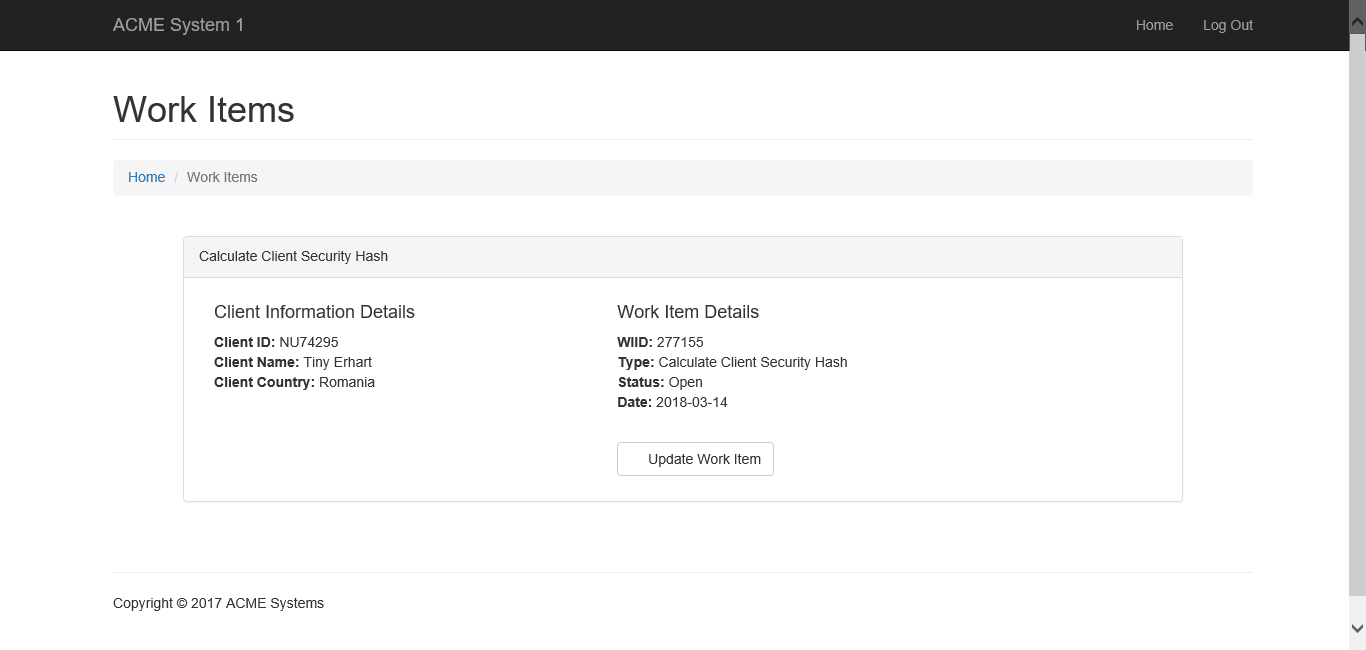 ACME System 1
Home
Log Out
Work Items
Home / Work Items
Calculate Client Security Hash
Client Information Details
Client ID: NU74295
Client Name: Tiny Erhart
Client Country: Romania
Work Item Details
WIID: 277155
Type: Calculate Client Security Hash
Status: Open
Date: 2018-03-14
Update Work Item
Copyright © 2017 ACME Systems